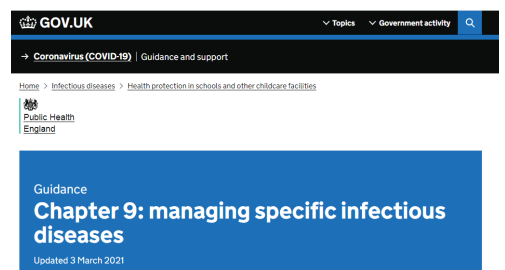 GOV.UK Topics Government activity
→ Coronavirus (COVID-19) | Guidance and support
Home > Infectious diseases > Health protection in schools and other childcare facilities
Public Health
England
Guidance
Chapter 9: managing specific infectious
diseases
Updated 3 March 2021